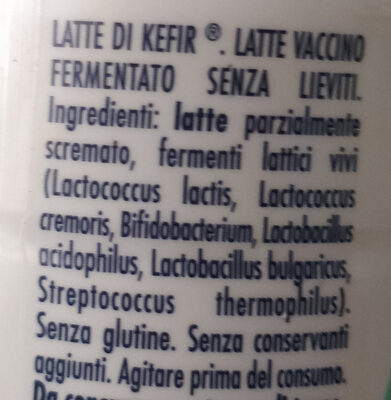 LATTE DI KEFIR ®. LATTE VACCINO
FERMENTATO SENZA LIEVITI.
Ingredienti: latte parzialmente
scremato, fermenti lattici vivi
(Lactococcus lactis, Lactococcus
cremoris, Bifidobacterium, Lactobacillus
acidophilus, Lactobacillus bulgaricus,
Streptococcus thermophilus).
Senza glutine. Senza conservanti
aggiunti. Agitare prima del consumo.
Da